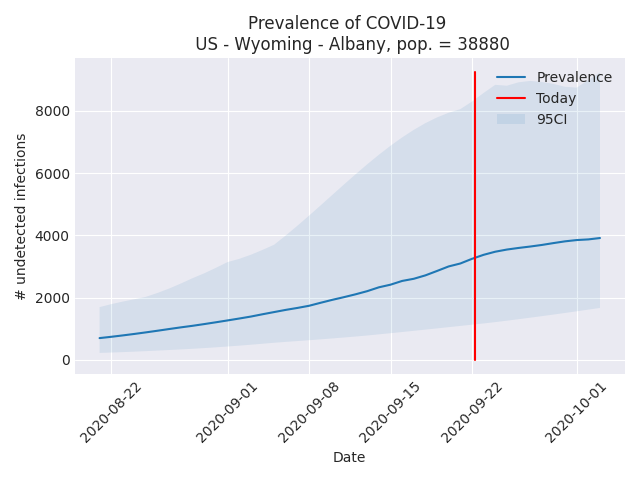 Prevalence of COVID-19
US - Wyoming - Albany, pop. = 38880
Prevalence
Today
95CI
8000
6000
4000
2000
0
# undetected infections
2020-08-22
2020-09-01
2020-09-08
2020-09-15
2020-09-22
2020-10-01
Date